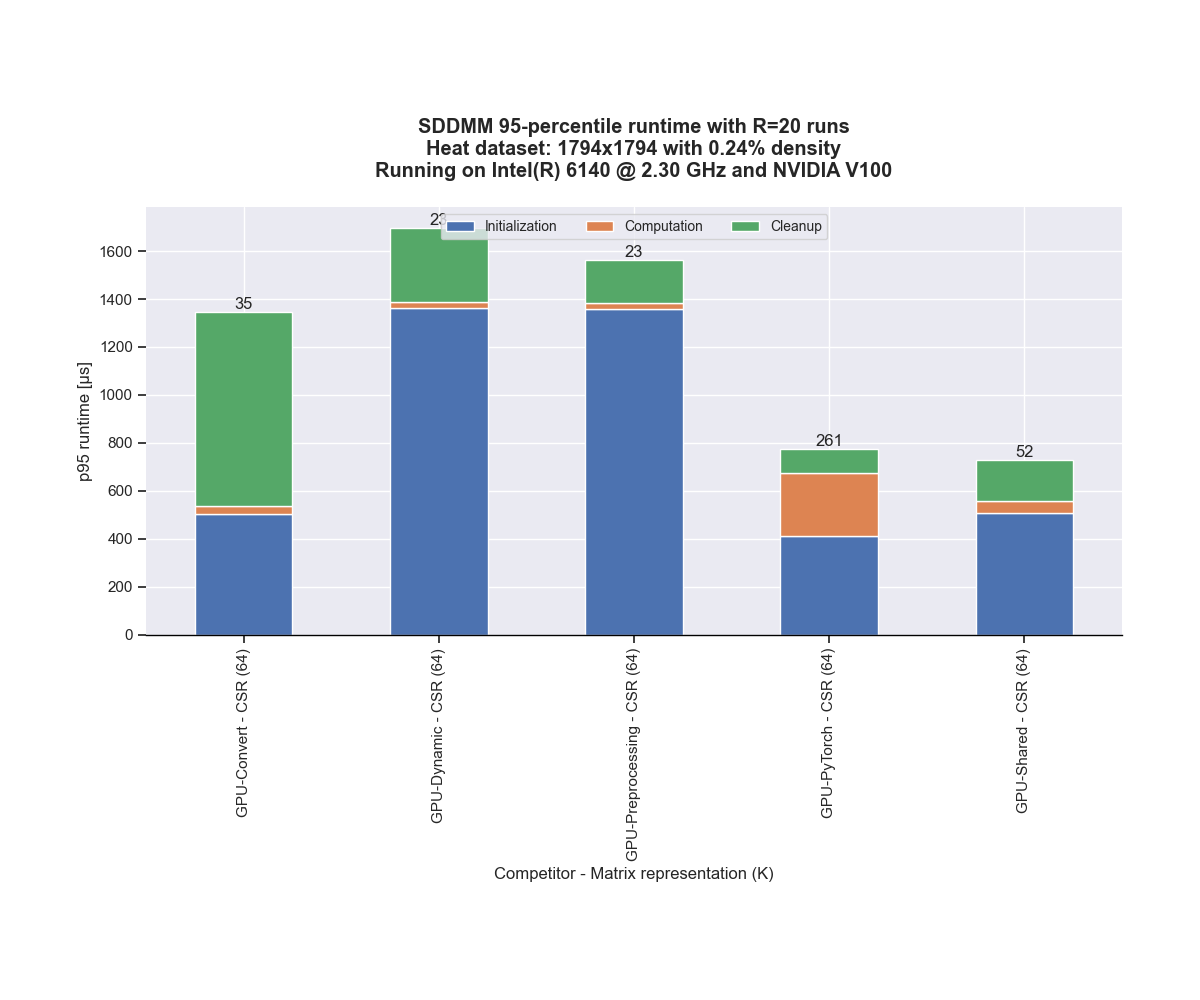 SDDMM 95-percentile runtime with R=20 runs
Heat dataset: 1794x1794 with 0.24% density
Running on Intel(R) 6140 @ 2.30 GHz and NVIDIA V100
Initialization Computation Cleanup
p95 runtime [µs]
1600
1400
1200
1000
800
600
400
200
0
35
23
23
261
52
GPU-Convert - CSR (64)
GPU-Dynamic - CSR (64)
GPU-Preprocessing - CSR (64)
GPU-PyTorch - CSR (64)
GPU-Shared - CSR (64)
Competitor - Matrix representation (K)